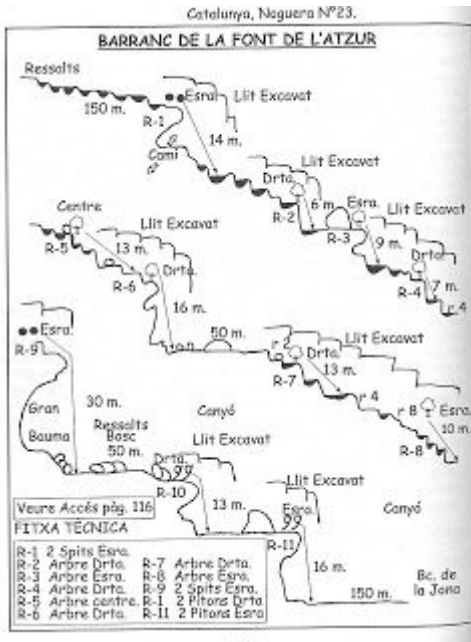 Catalunya, Noguera Nº23.
BARRANC DE LA FONT DE L'ATZUR
Ressalts
150 m.
R-1
Esra.
Llit Excavat
Camí
14 m.
Llit Excavat
Drta.
6 m.
R-2
Esra.
R-3
Llit Excavat
9 m.
Drta.
R-4
7 m.
r 4
Centre
R-5
13 m.
Llit Excavat
R-6
Drta.
16 m.
50 m.
Llit Excavat
r
Drta.
R-7
13 m.
r 4
r 8
Esra.
10 m.
R-8
Esra.
R-9
30 m.
Gran
Bauma
Ressalts
Bosc
50 m.
Canyó
Llit Excavat
Drta.
R-10
13 m.
Llit Excavat
Esra.
R-11
16 m.
Canyó
150 m.
Bc. de
la Jona
Veure Accés pàg. 116
FITXA TÈCNICA
R-1 2 Spits Esra.
R-2 Arbre Drta.
R-3 Arbre Esra.
R-4 Arbre Drta.
R-5 Arbre centre.
R-6 Arbre Drta.
R-7 Arbre Drta.
R-8 Arbre Esra.
R-9 2 Spits Esra.
R-1 2 Pitons Drta
R-11 2 Pitons Esra